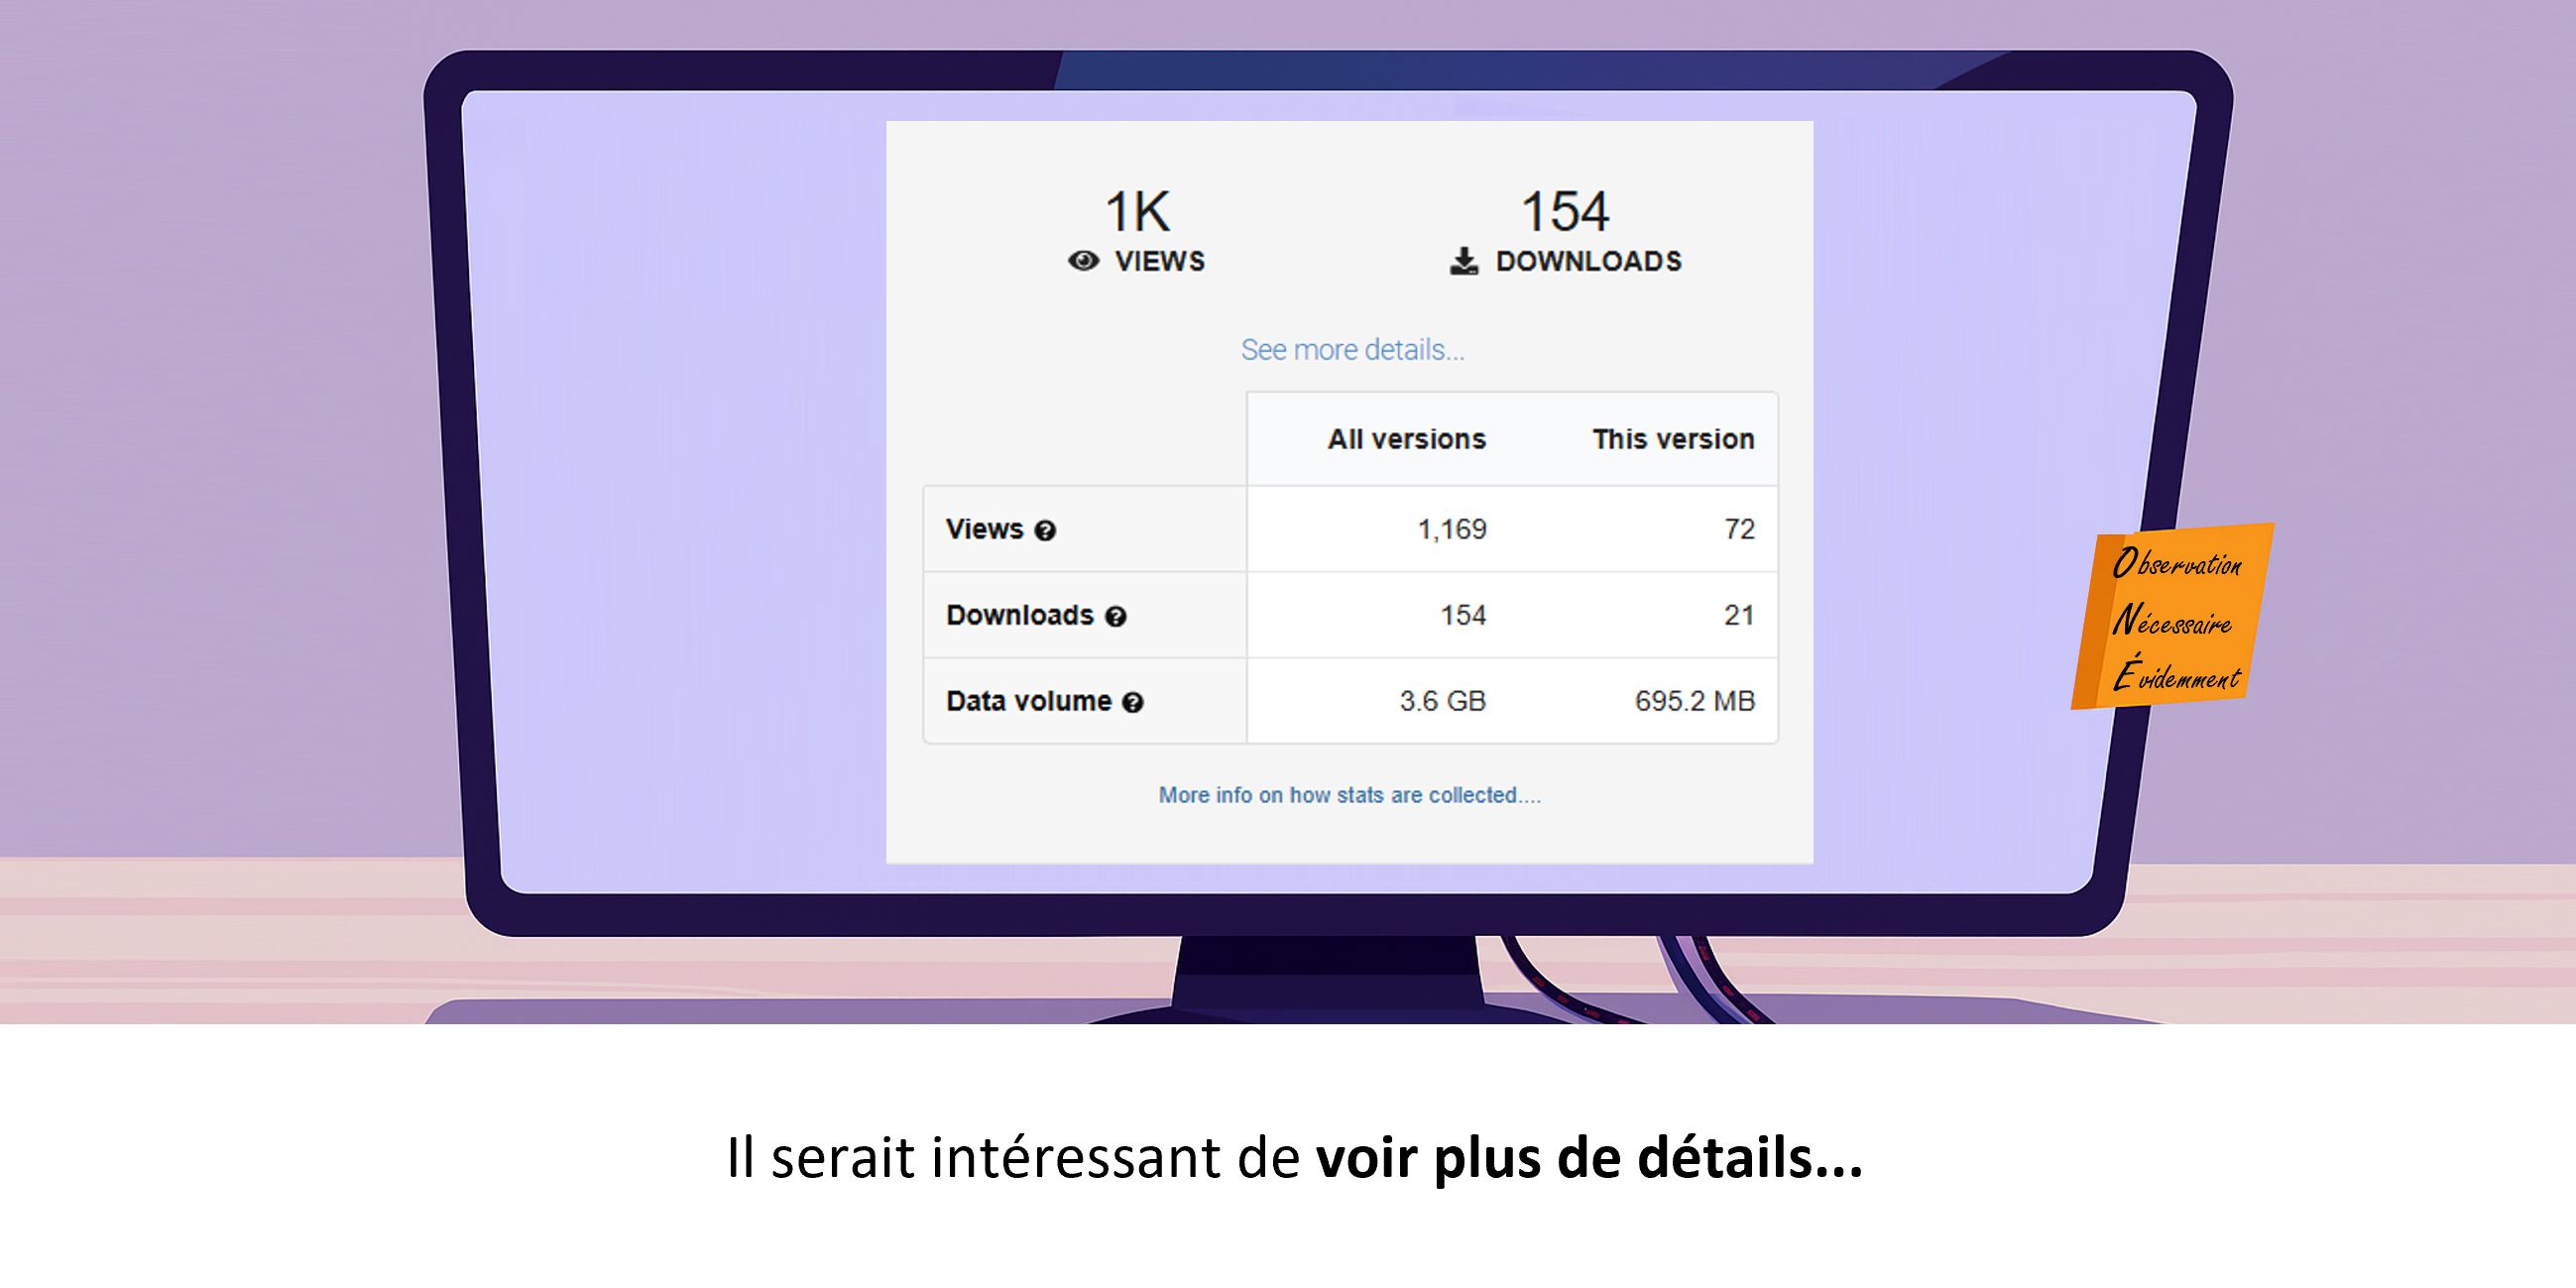 1K
VIEWS
154
DOWNLOADS
See more details...
All versions This version
Views 1,169 72
Downloads 154 21
Data volume 3.6 GB 695.2 MB
More info on how stats are collected....
Observation
Nécessaire
Évidemment
Il serait intéressant de voir plus de détails...